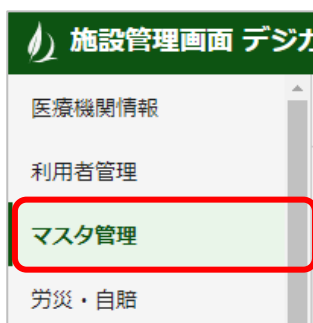 施設管理画面 デジカ
医療機関情報
利用者管理
マスタ管理
労災・自賠